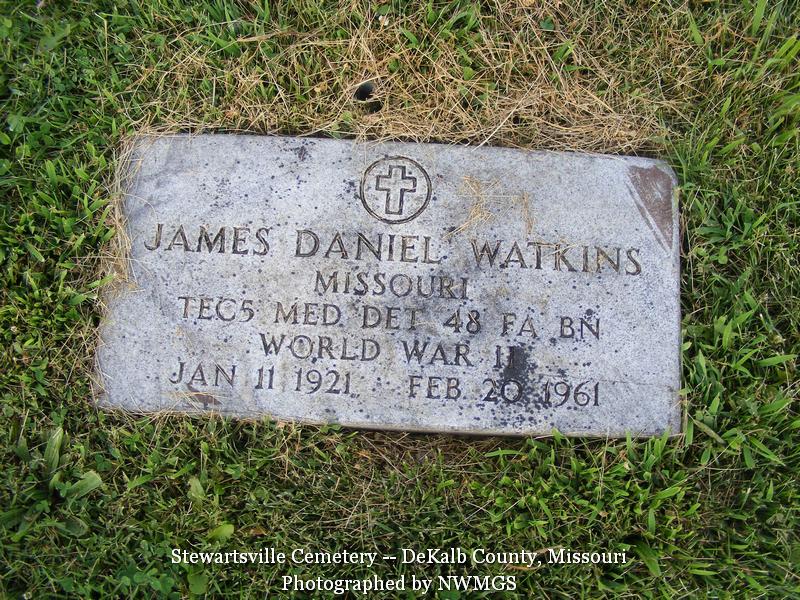 JAMES DANIEL WATKINS
MISSOURI
TEC5 MED DET 48 FA BN
WORLD WAR II
JAN 11 1921 FEB 20 1961
Stewartsville Cemetery -- DeKalb County, Missouri
Photographed by NWMGS